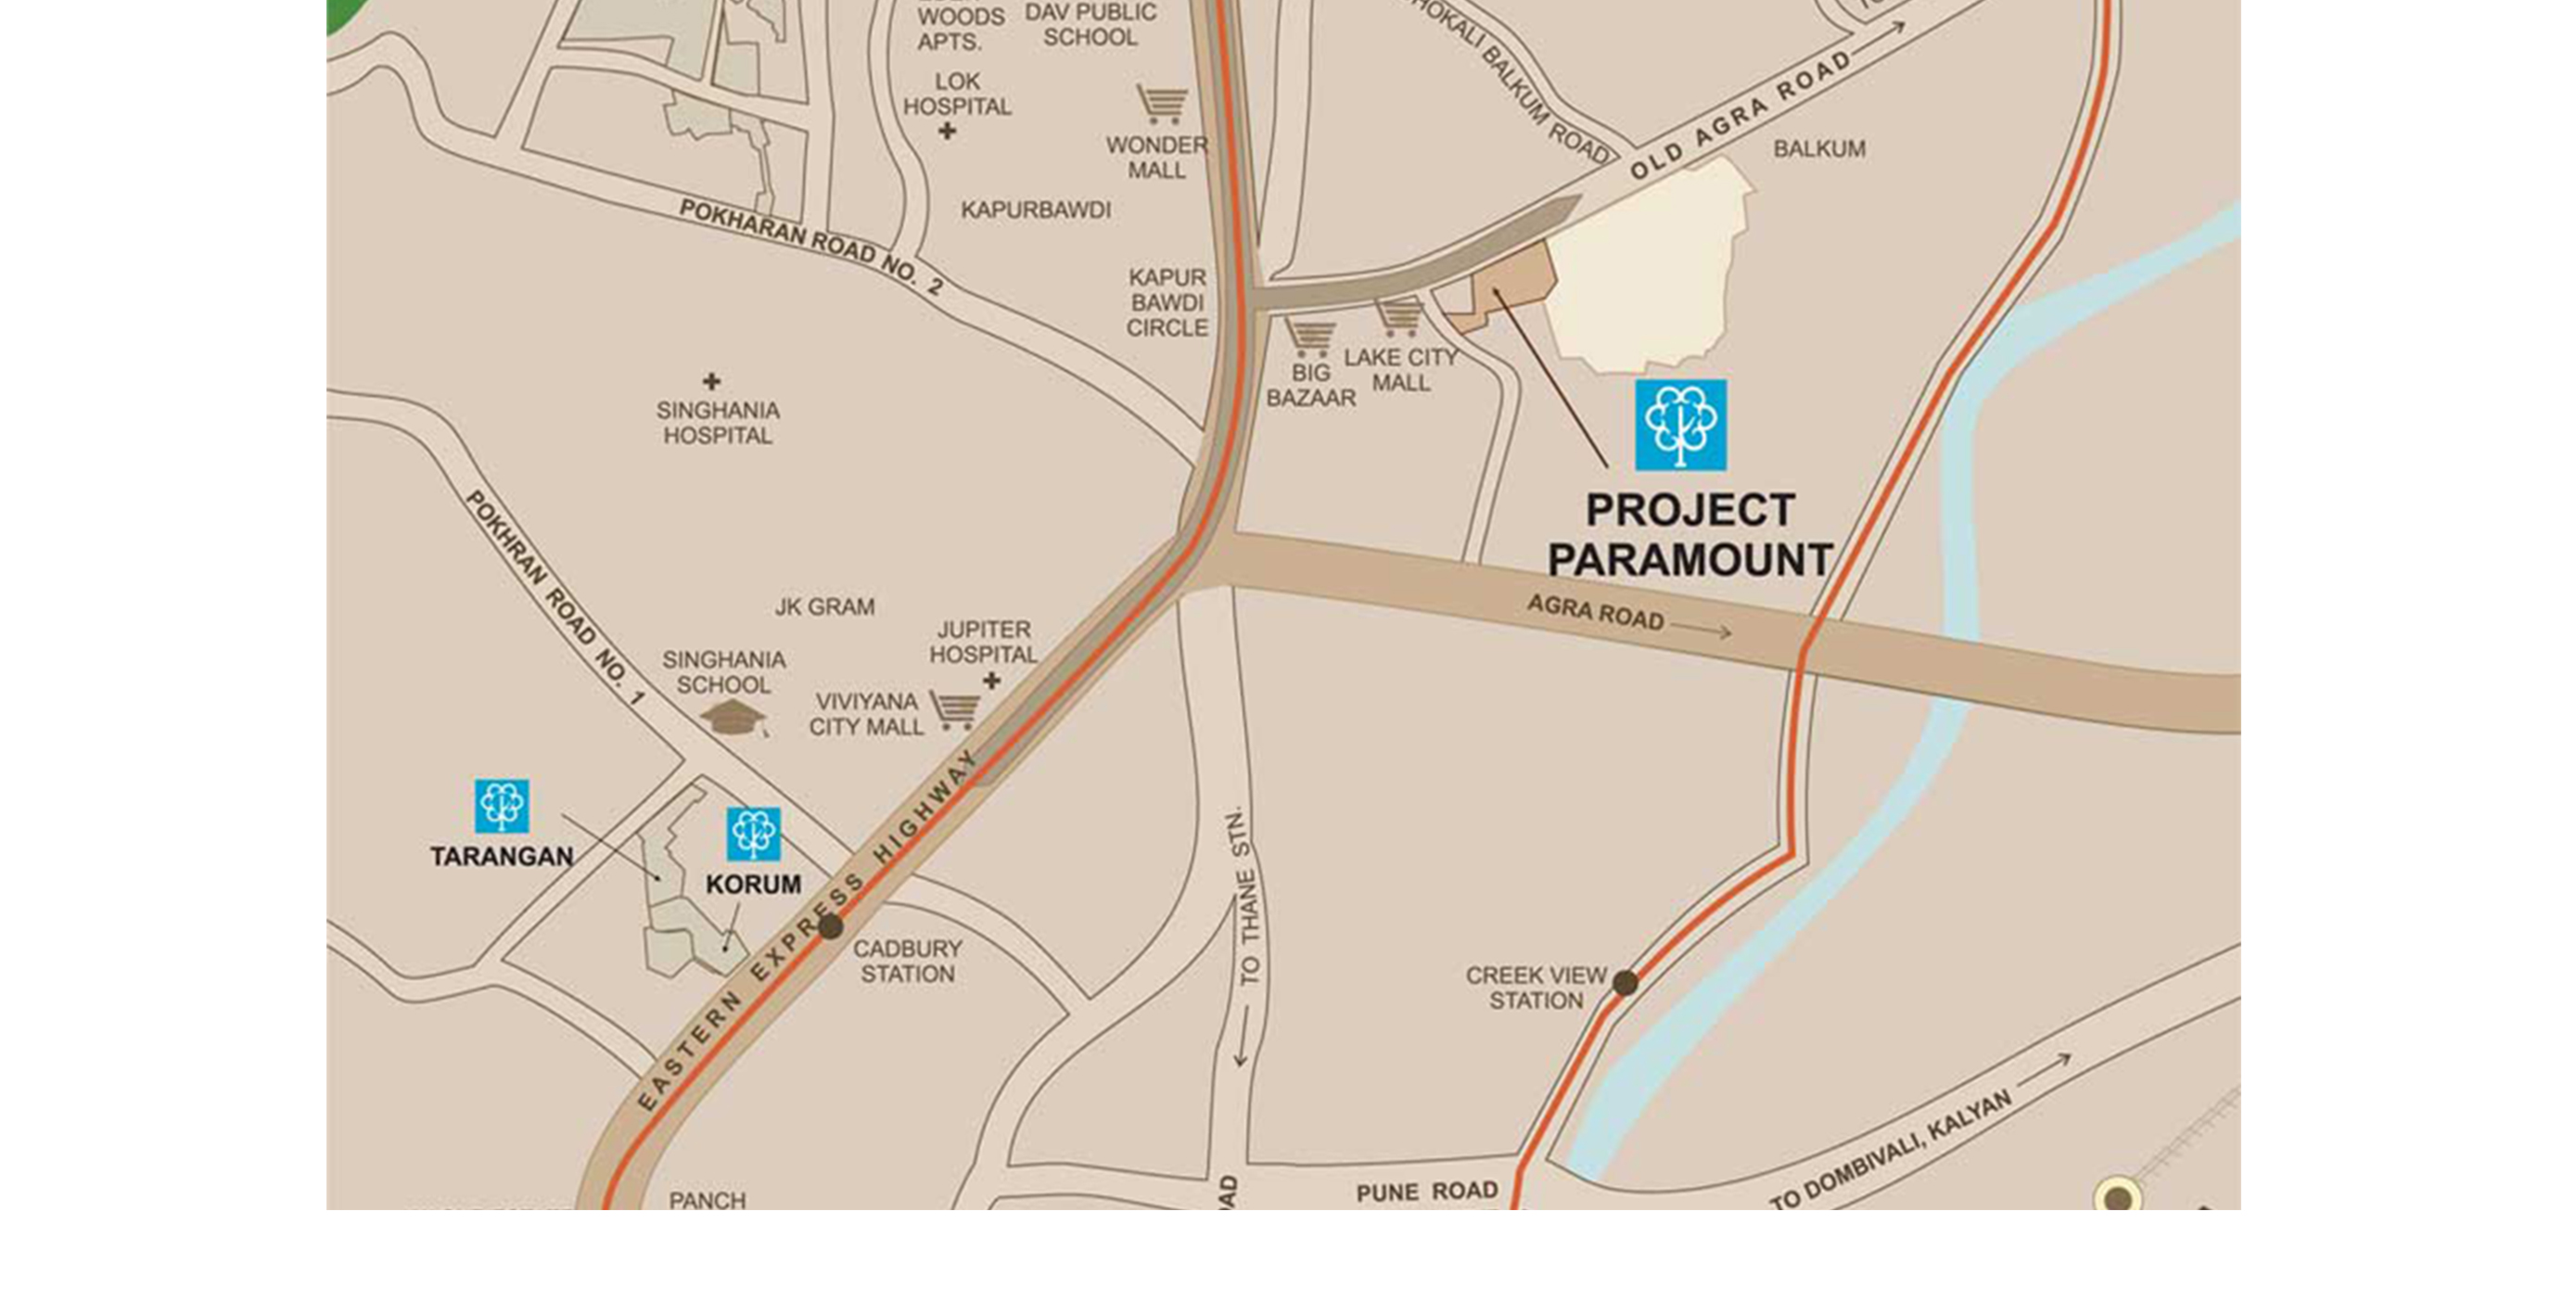 WOODS
APTS.
DAV PUBLIC
SCHOOL
LOK
HOSPITAL
WONDER
MALL
KAPURBAWDI
BALKUM ROAD
OLD AGRA ROAD
BALKUM
POKHARAN ROAD NO. 2
KAPUR
BAWDI
CIRCLE
BIG
BAZAAR
LAKE CITY
MALL
SINGHANIA
HOSPITAL
PROJECT
PARAMOUNT
POKHRAN ROAD NO. 1
AGRA ROAD
JK GRAM
JUPITER
HOSPITAL
SINGHANIA
SCHOOL
VIVIYANA
CITY MALL
TARANGAN
KORUM
EASTERN EXPRESS HIGHWAY
TO THANE STN.
CADBURY
STATION
CREEK VIEW
STATION
TO DOMBIVALI, KALYAN
PANCH
PUNE ROAD